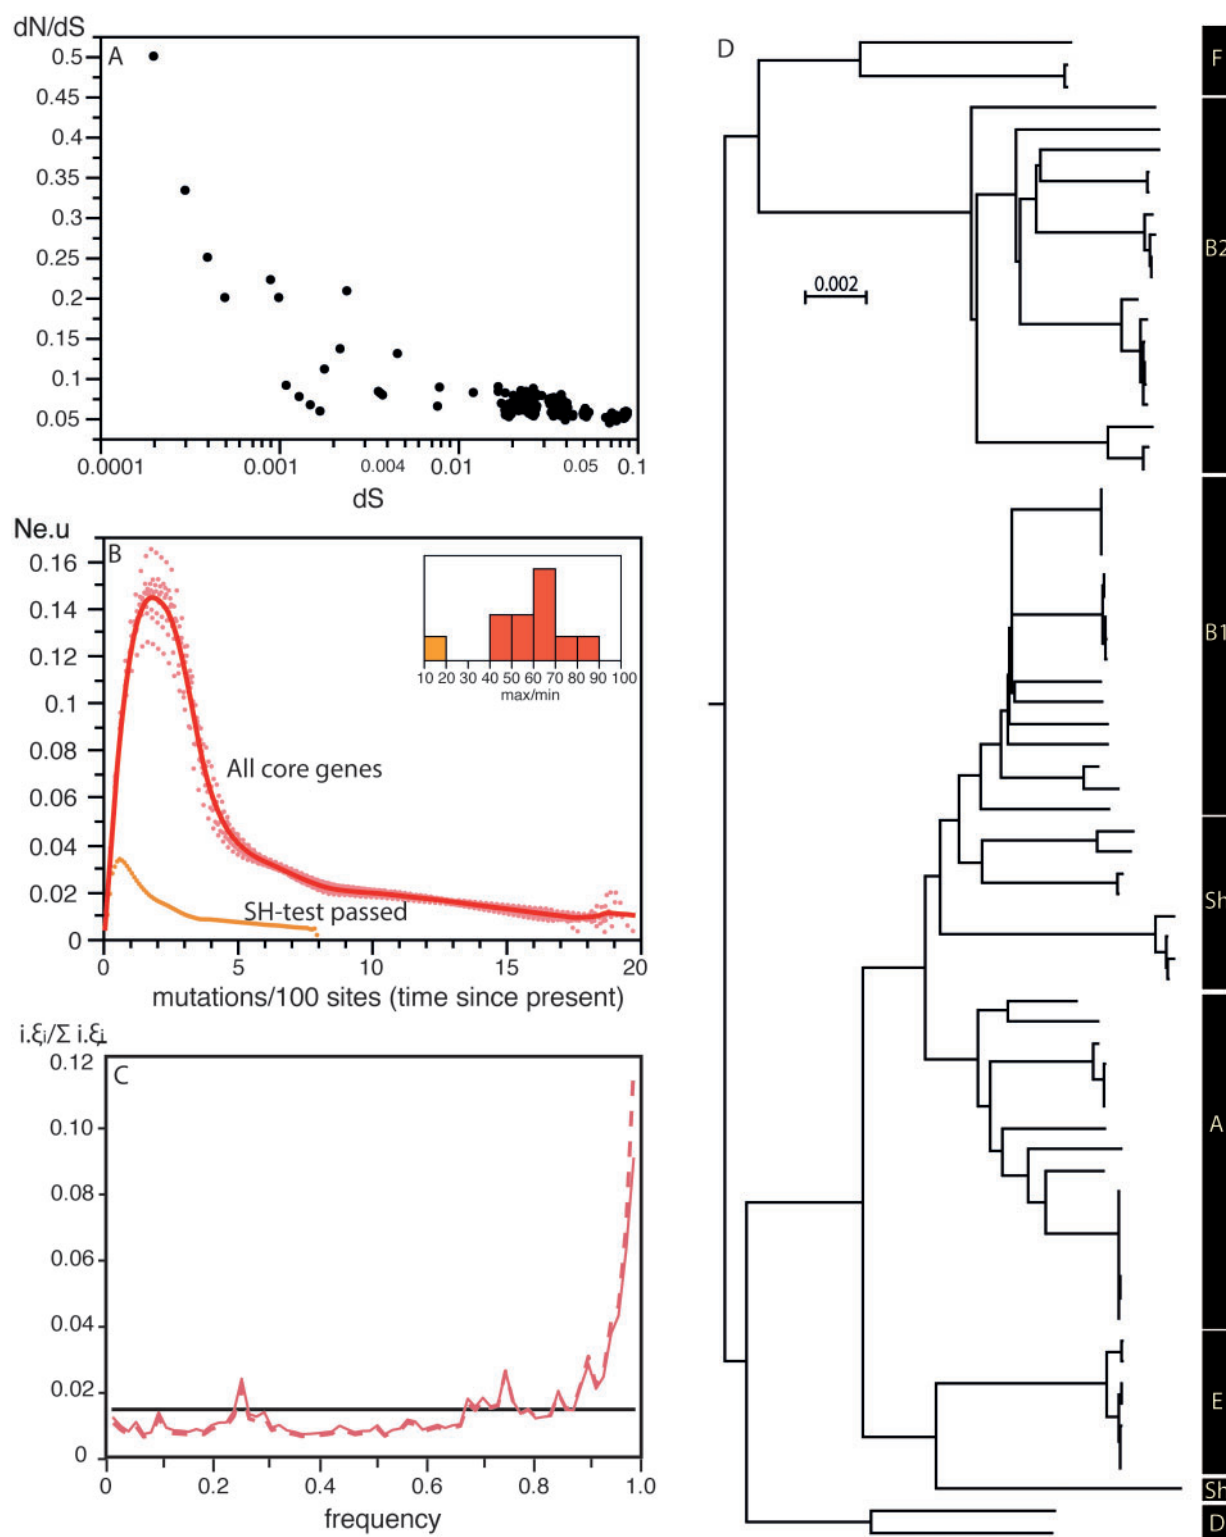 dN/dS
A
0.5
0.45
0.4
0.35
0.3
0.25
0.2
0.15
0.1
0.05
0.0001 0.001 0.004 0.01 0.05 0.1
dS
Ne.u
B
0.16
0.14
0.12
0.1
0.08
0.06
0.04
0.02
0
10 20 30 40 50 60 70 80 90 100
max/min
All core genes
SH-test passed
0 5 10 15 20
mutations/100 sites (time since present)
i.ξi/Σ i.ξi
C
0.12
0.10
0.08
0.06
0.04
0.02
0
0 0.2 0.4 0.6 0.8 1.0
frequency
D
0.002
F
B2
B1
Sh
A
E
Sh
D